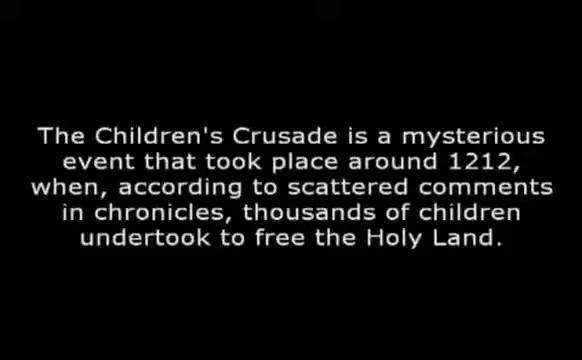 The Children's Crusade is a mysterious
event that took place around 1212,
when, according to scattered comments
in chronicles, thousands of children
undertook to free the Holy Land.